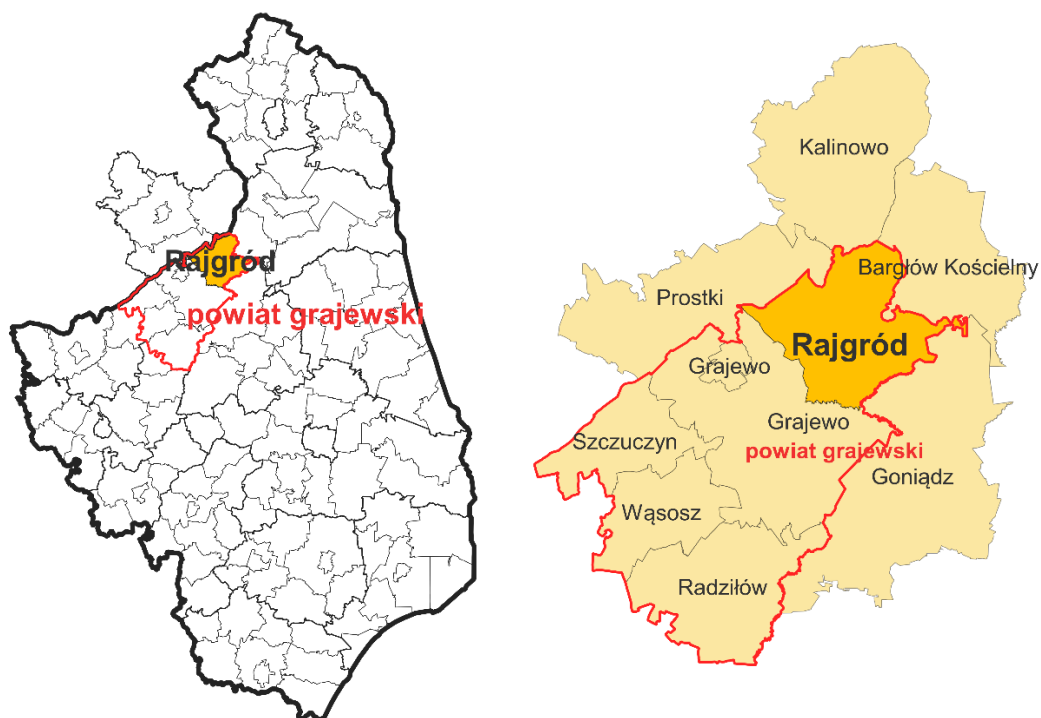 Rajgród
powiat grajewski
Kalinowo
Bargłów Kościelny
Prostki
Rajgród
Grajewo
Grajewo
Szczuczyn
powiat grajewski
Goniądz
Wąsosz
Radziłów